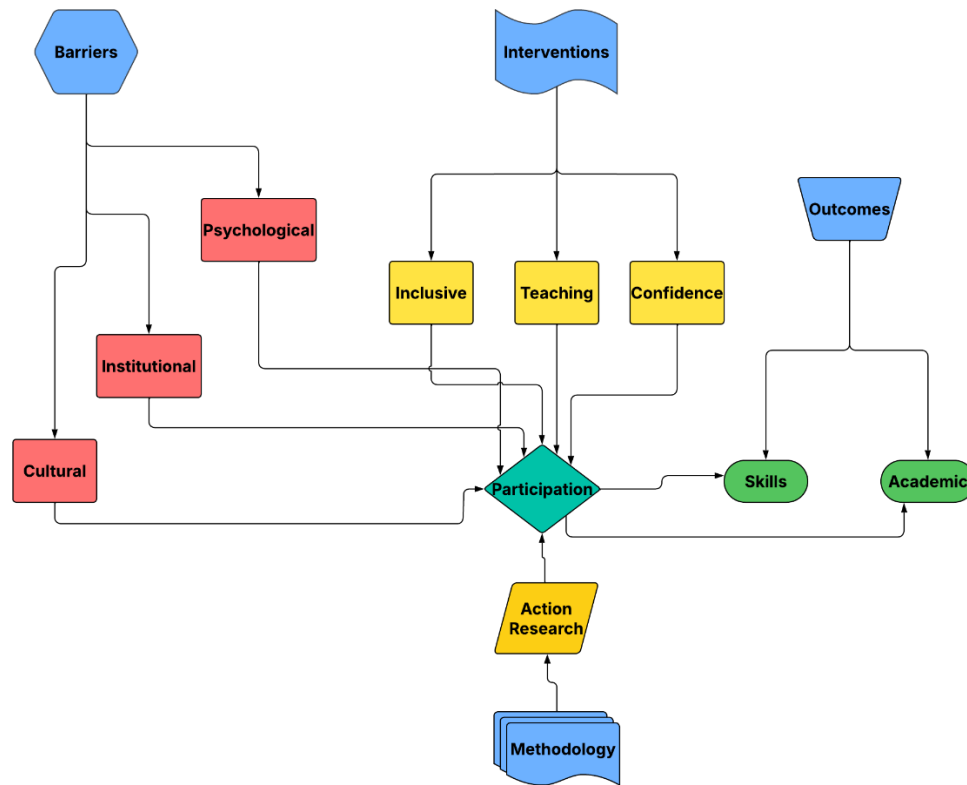 Barriers
Interventions
Outcomes
Psychological
Inclusive
Teaching
Confidence
Institutional
Cultural
Participation
Skills
Academic
Action
Research
Methodology